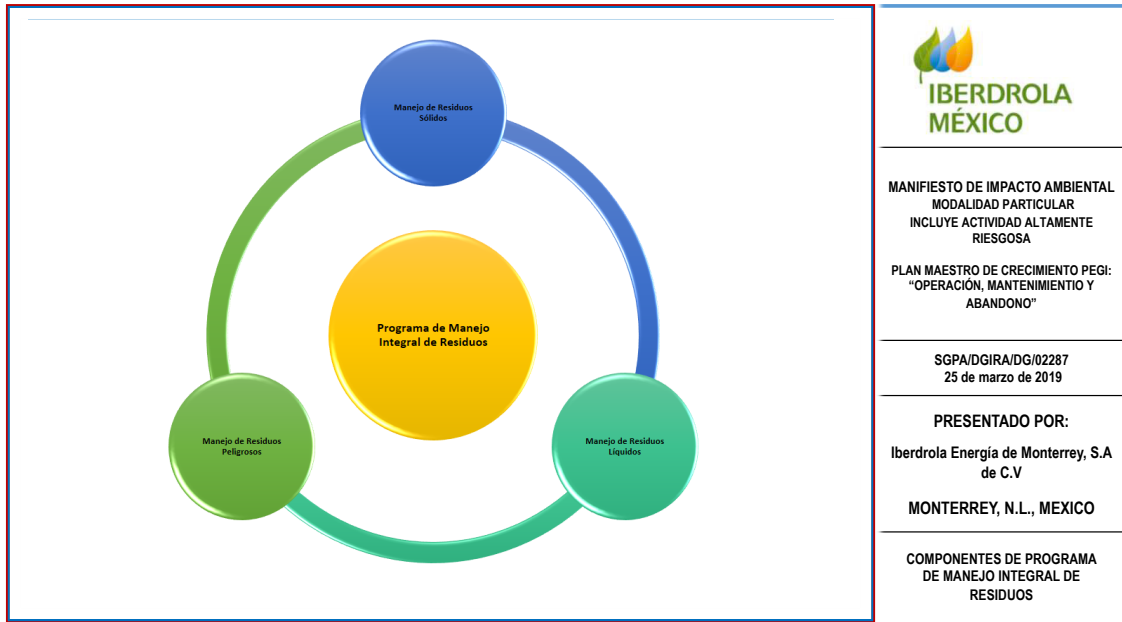 Manejo de Residuos
Sólidos
Programa de Manejo
Integral de Residuos
Manejo de Residuos
Peligrosos
Manejo de Residuos
Líquidos
IBERDROLA
MÉXICO
MANIFIESTO DE IMPACTO AMBIENTAL
MODALIDAD PARTICULAR
INCLUYE ACTIVIDAD ALTAMENTE
RIESGOSA
PLAN MAESTRO DE CRECIMIENTO PEGI:
“OPERACIÓN, MANTENIMIENTIO Y
ABANDONO”
SGPA/DGIRA/DG/02287
25 de marzo de 2019
PRESENTADO POR:
Iberdrola Energía de Monterrey, S.A
de C.V
MONTERREY, N.L., MEXICO
COMPONENTES DE PROGRAMA
DE MANEJO INTEGRAL DE
RESIDUOS